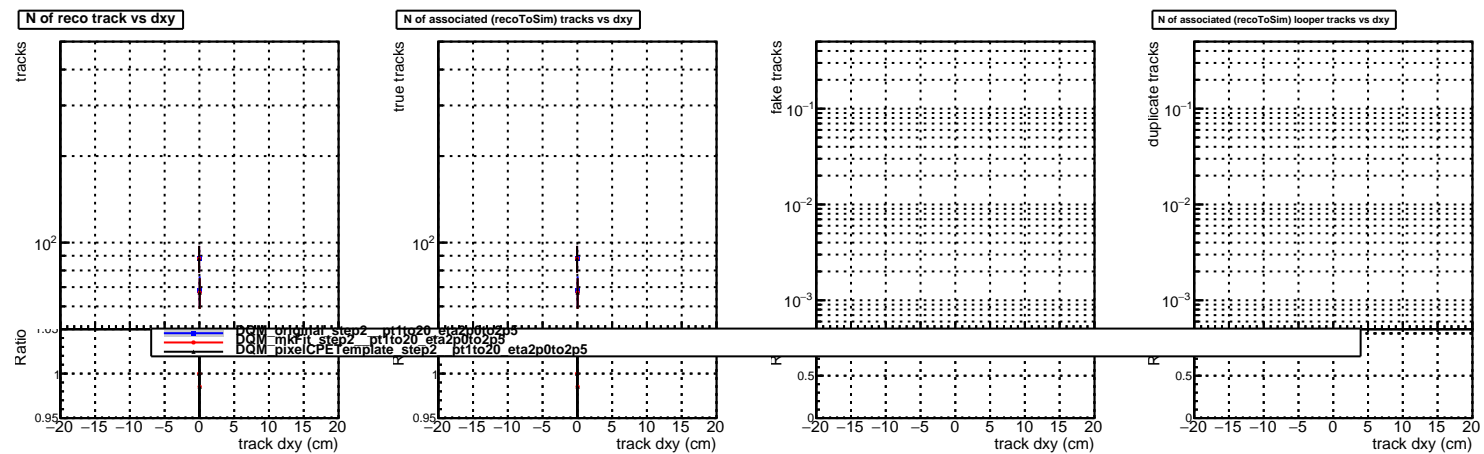 N of reco track vs dxy
tracks
10²
Ratio
1.05
1
0.95
−20 −15 −10 −5 0 5 10 15 20
track dxy (cm)
N of associated (recoToSim) tracks vs dxy
true tracks
10²
1
0.95
−20 −15 −10 −5 0 5 10 15 20
track dxy (cm)
fake tracks
10⁻¹
10⁻²
10⁻³
0.5
0
−20 −15 −10 −5 0 5 10 15 20
track dxy (cm)
N of associated (recoToSim) looper tracks vs dxy
duplicate tracks
10⁻¹
10⁻²
10⁻³
0.5
0
−20 −15 −10 −5 0 5 10 15 20
track dxy (cm)
DQM_original_step2__pt1to20_eta2p0to2p5
DQM_mkFit_step2__pt1to20_eta2p0to2p5
DQM_pixelCPETemplate_step2__pt1to20_eta2p0to2p5